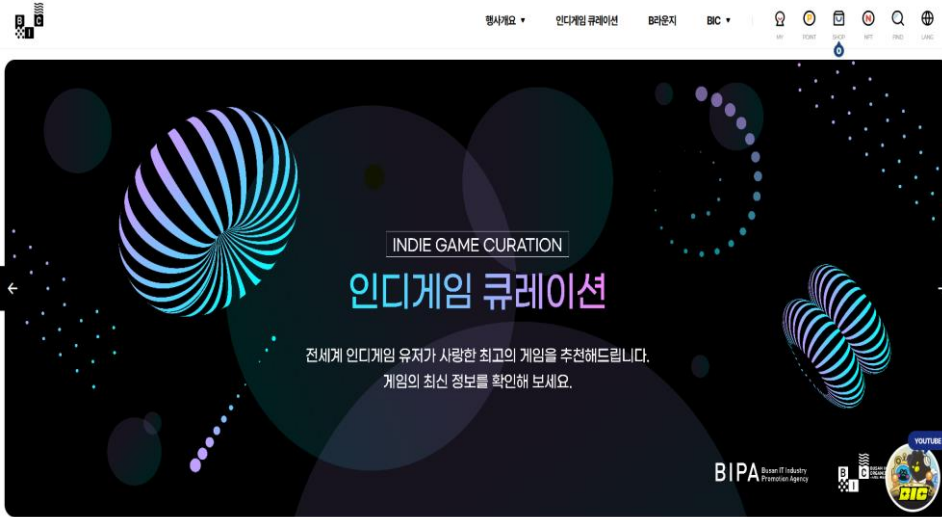 B C
I
행사개요 ▼
인디게임 큐레이션
B라운지
BIC ▼
MY
POINT
SHOP
NFT
FIND
LANG
0
INDIE GAME CURATION
인디게임 큐레이션
전세계 인디게임 유저가 사랑한 최고의 게임을 추천해드립니다.
게임의 최신 정보를 확인해 보세요.
YOUTUBE
BIPA Busan IT Industry
Promotion Agency
B C
I
BIC